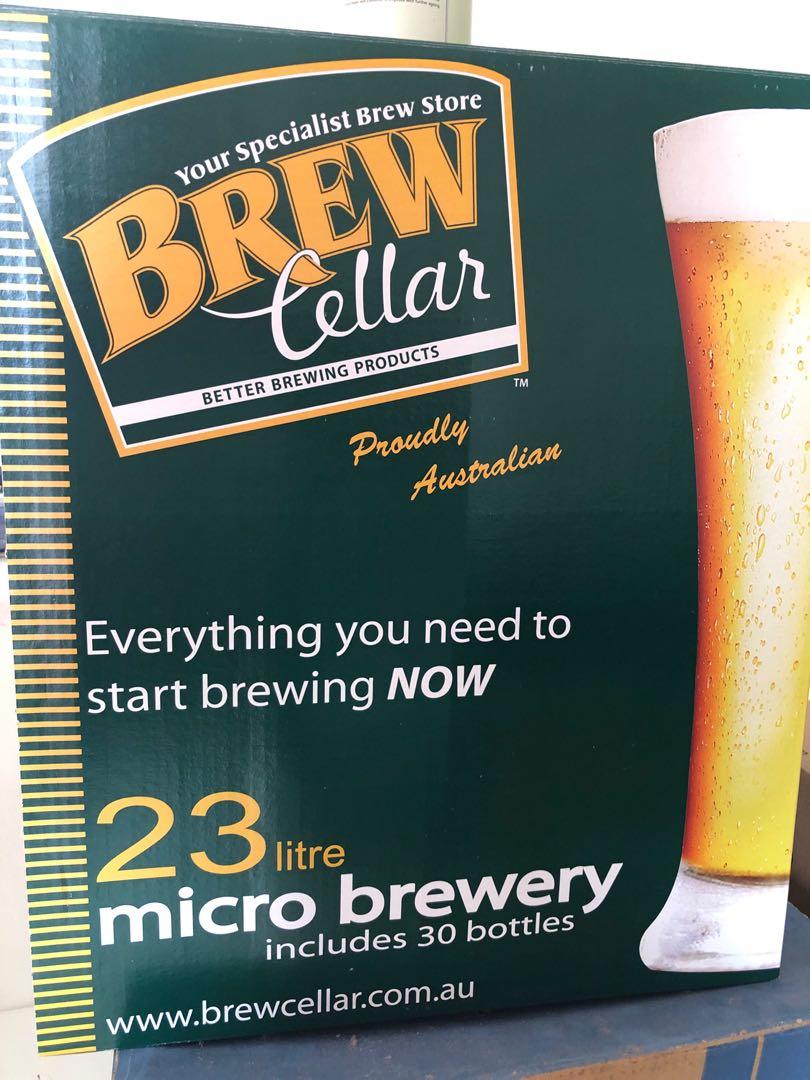 Your Specialist Brew Store
BREW
Cellar
BETTER BREWING PRODUCTS
TM
Proudly
Australian
Everything you need to
start brewing NOW
23 litre
micro brewery
includes 30 bottles
www.brewcellar.com.au